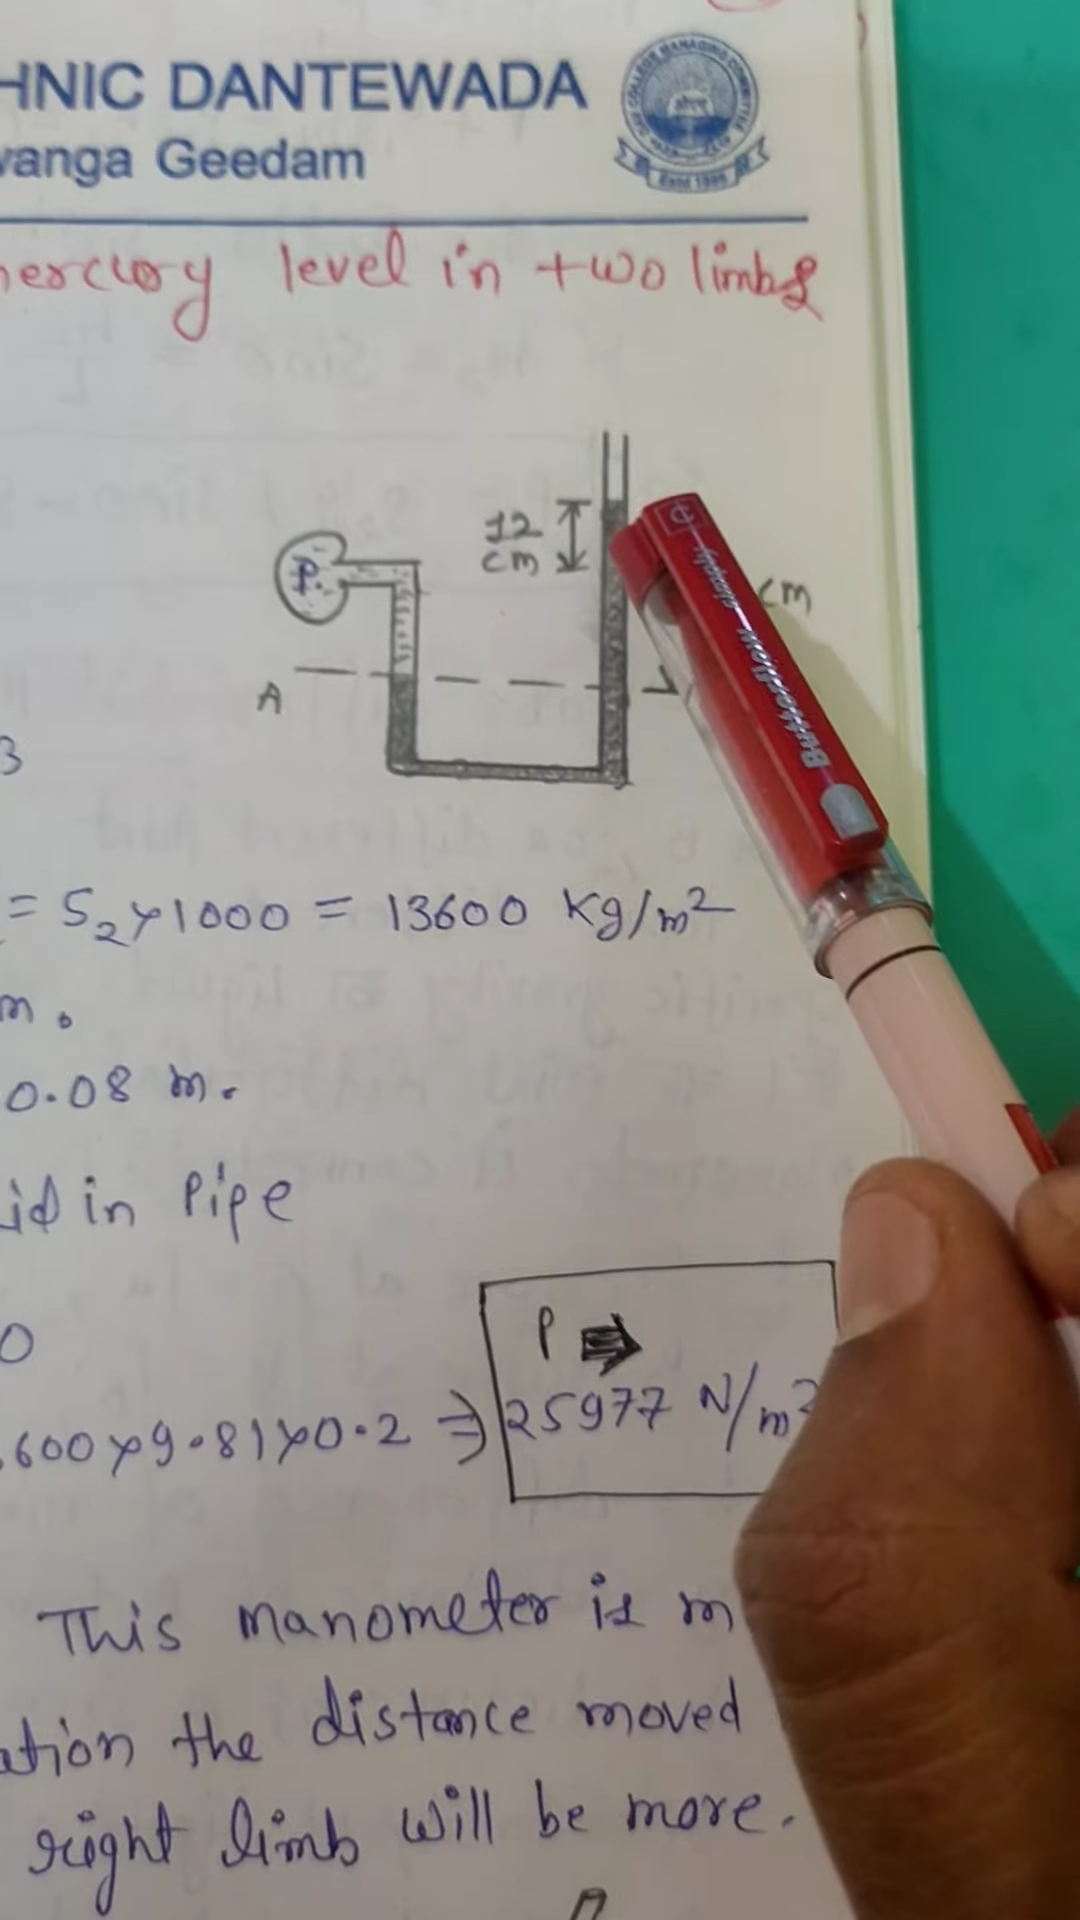 HNIC DANTEWADA
vanga Geedam
mercury level in two limbs
12
cm
P.
cm
A
3
= S2 × 1000 = 13600 Kg/m²
m.
0.08 m.
id in Pipe
0
P
600 × 9.81 × 0.2 ⇒ 25977 N/m²
This manometer is m
ation the distance moved
right limb will be more.